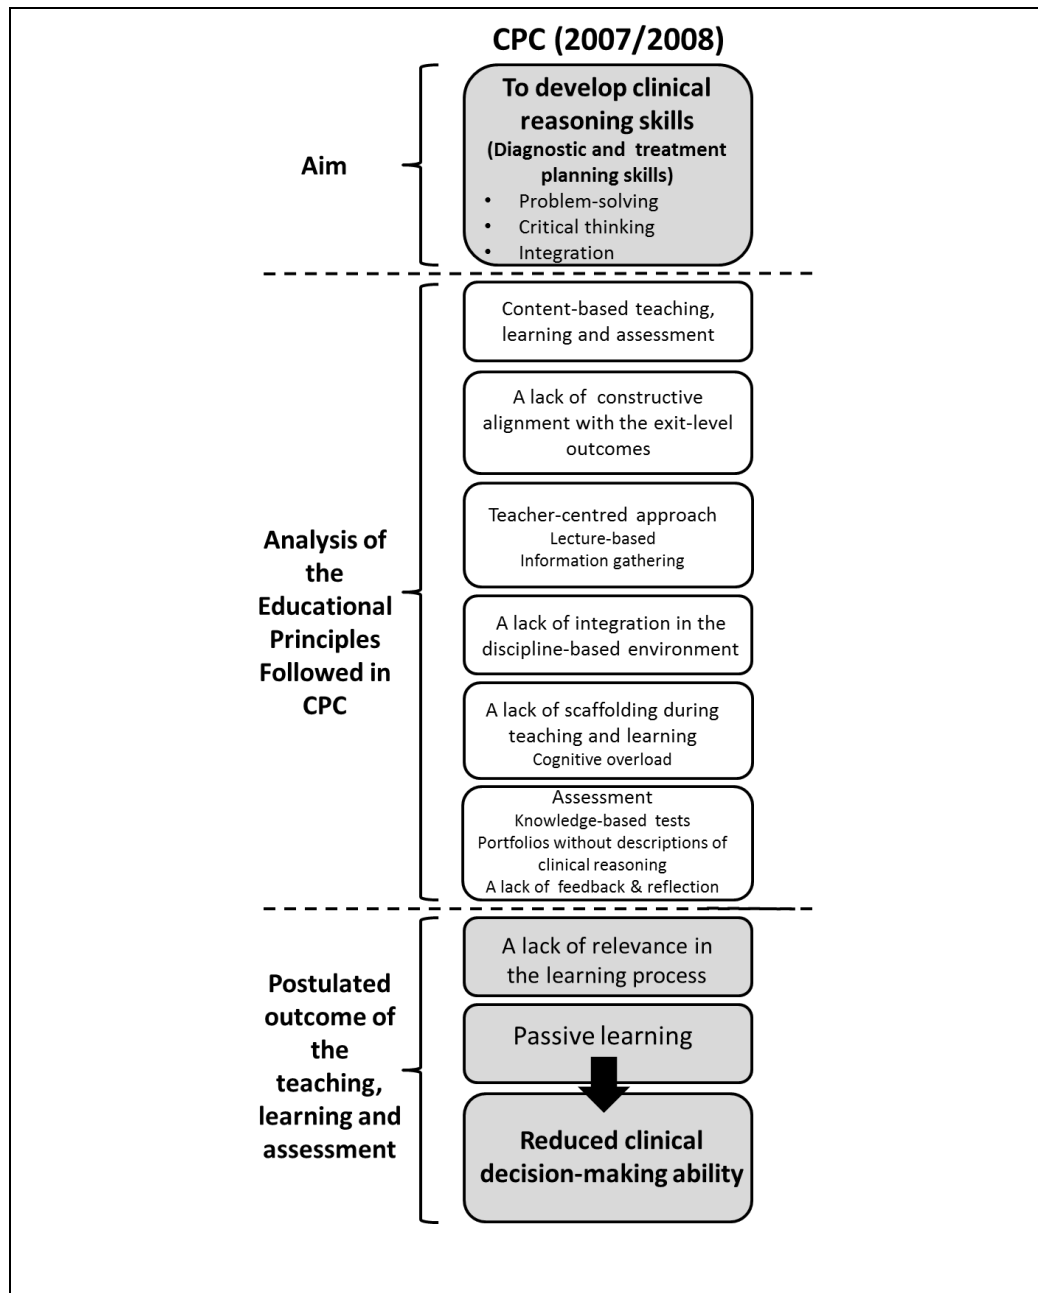 CPC (2007/2008)
Aim
To develop clinical
reasoning skills
(Diagnostic and treatment
planning skills)
• Problem-solving
• Critical thinking
• Integration
Analysis of
the
Educational
Principles
Followed in
CPC
Content-based teaching,
learning and assessment
A lack of constructive
alignment with the exit-level
outcomes
Teacher-centred approach
Lecture-based
Information gathering
A lack of integration in the
discipline-based environment
A lack of scaffolding during
teaching and learning
Cognitive overload
Assessment
Knowledge-based tests
Portfolios without descriptions of
clinical reasoning
A lack of feedback & reflection
Postulated
outcome of
the
teaching,
learning and
assessment
A lack of relevance in
the learning process
Passive learning
Reduced clinical
decision-making ability